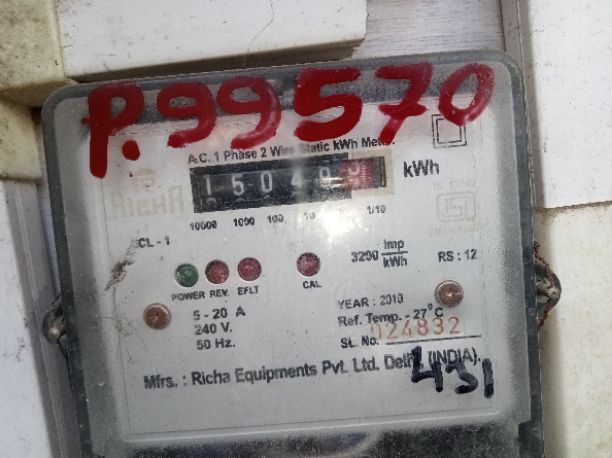 P.99570
A.C. 1 Phase 2 Wire Static kWh Meter.
kWh
10000 1000 100 10 1/10
CL - 1
3200 imp/kWh
RS : 12
POWER REV. EFLT CAL
5 - 20 A
240 V.
50 Hz.
YEAR : 2010
Ref. Temp. - 27°C
SL. No. 024832
Mfrs. : Richa Equipments Pvt. Ltd. Delhi. (INDIA).
431